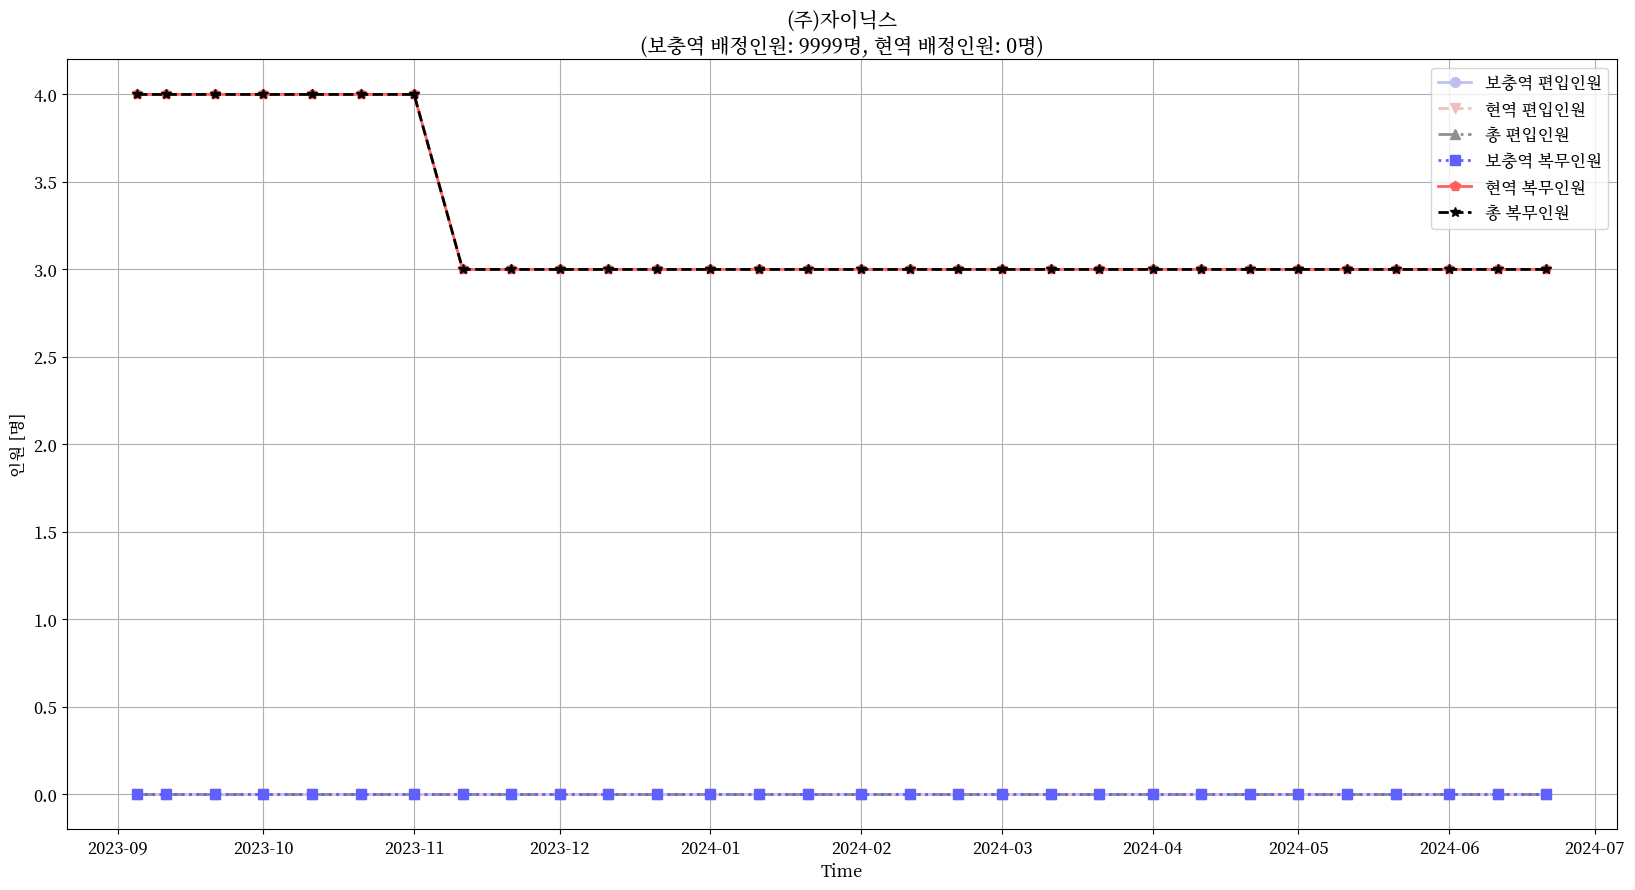 (주)자이닉스
(보충역 배정인원: 9999명, 현역 배정인원: 0명)
보충역 편입인원
현역 편입인원
총 편입인원
보충역 복무인원
현역 복무인원
총 복무인원
인원 [명]
4.0
3.5
3.0
2.5
2.0
1.5
1.0
0.5
0.0
2023-09 2023-10 2023-11 2023-12 2024-01 2024-02 2024-03 2024-04 2024-05 2024-06 2024-07
Time